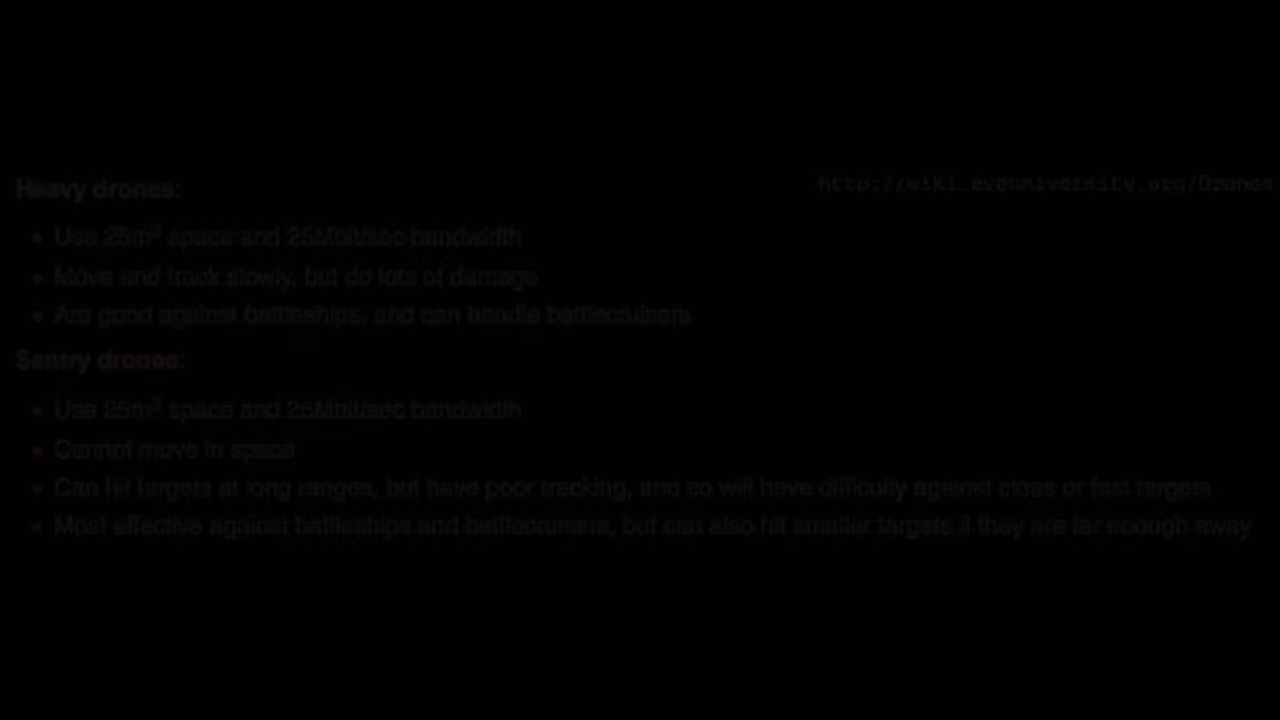 Heavy drones:
http://wiki.eveuniversity.org/Drones
Use 25m³ space and 25Mbit/sec bandwidth
Move and track slowly, but do lots of damage
Are good against battleships, and can handle battlecruisers
Sentry drones:
Use 25m³ space and 25Mbit/sec bandwidth
Cannot move in space
Can hit targets at long ranges, but have poor tracking, and so will have difficulty against close or fast targets
Most effective against battleships and battlecruisers, but can also hit smaller targets if they are far enough away